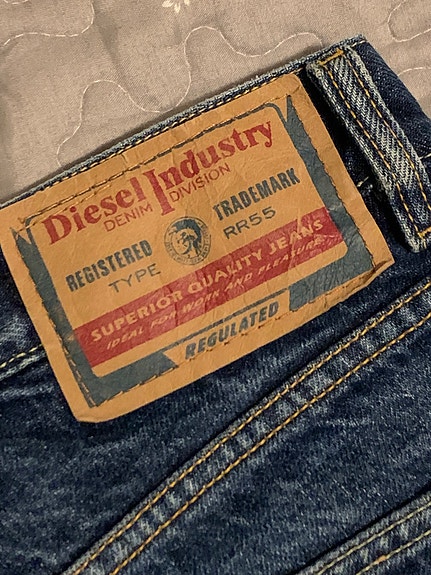 Diesel Industry
DENIM DIVISION
REGISTERED TRADEMARK
TYPE RR55
SUPERIOR QUALITY JEANS
IDEAL FOR WORK AND PLEASURE
REGULATED